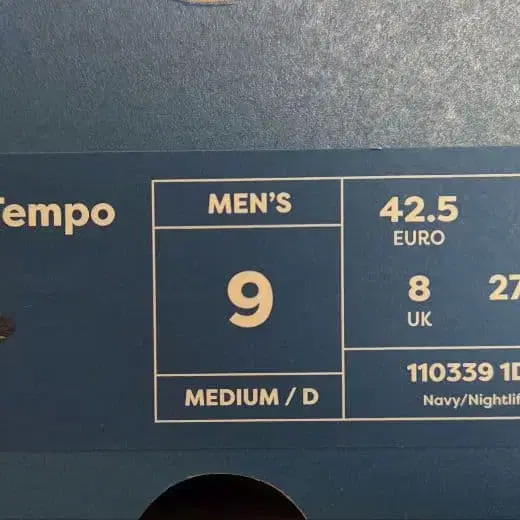 Tempo
MEN'S
9
MEDIUM / D
42.5
EURO
8
UK
27
110339 1D